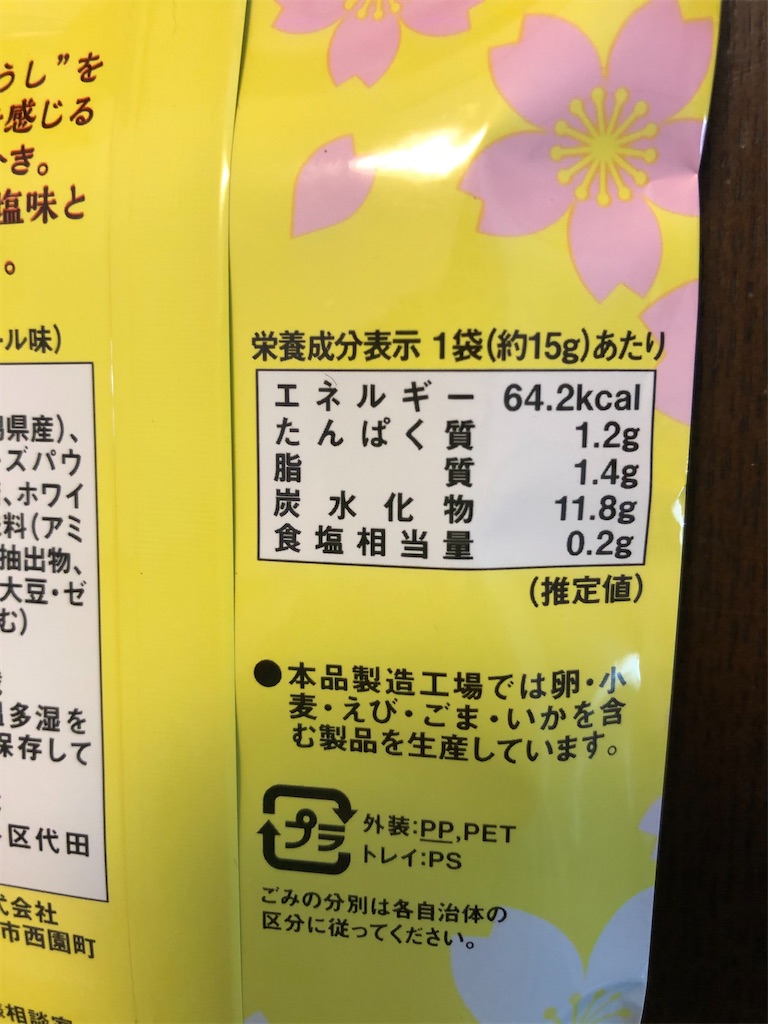 うし”を
感じる
き。
塩味と
。
ール味)
県産)、
ーズパウ
、ホワイ
料(アミ
抽出物、
大豆・ゼ
む)
多湿を
保存して
区代田
式会社
市西園町
相談室
栄養成分表示 1袋(約15g)あたり
エネルギー 64.2kcal
たんぱく質 1.2g
脂質 1.4g
炭水化物 11.8g
食塩相当量 0.2g
(推定値)
●本品製造工場では卵・小
麦・えび・ごま・いかを含
む製品を生産しています。
プラ
外装:PP,PET
トレイ:PS
ごみの分別は各自治体の
区分に従ってください。